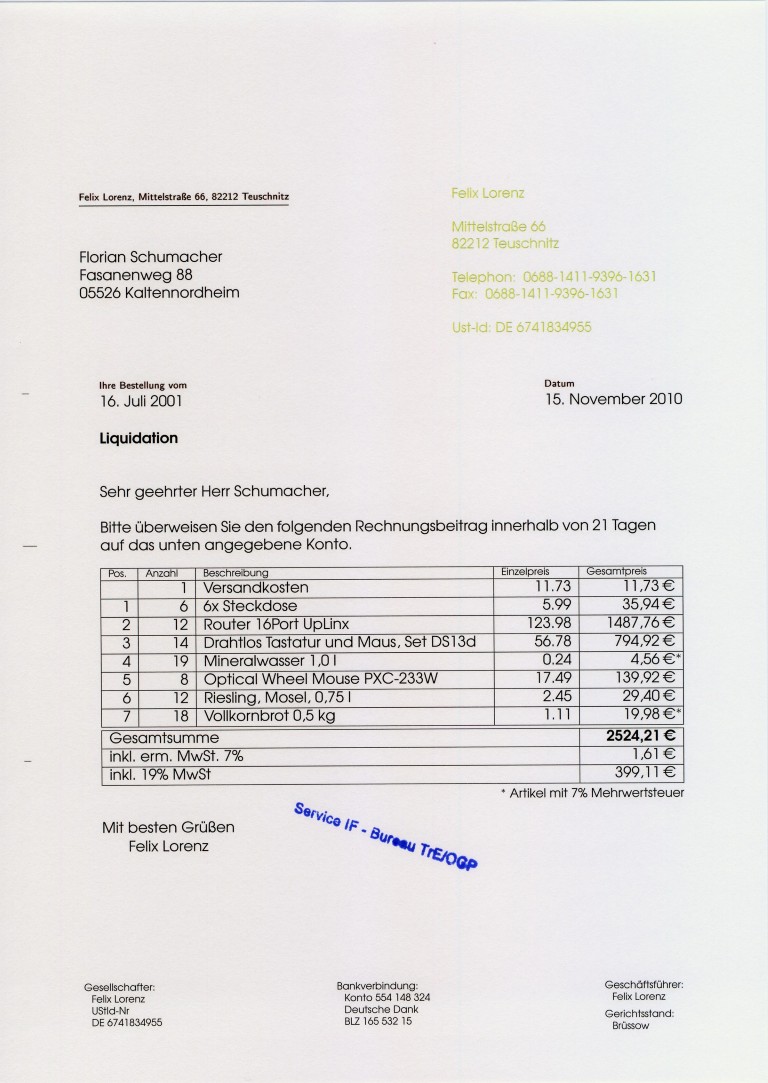 Felix Lorenz, Mittelstraße 66, 82212 Teuschnitz
Felix Lorenz
Mittelstraße 66
82212 Teuschnitz
Telephon: 0688-1411-9396-1631
Fax: 0688-1411-9396-1631
Ust-Id: DE 6741834955
Florian Schumacher
Fasanenweg 88
05526 Kaltennordheim
Ihre Bestellung vom
16. Juli 2001
Datum
15. November 2010
Liquidation
Sehr geehrter Herr Schumacher,
Bitte überweisen Sie den folgenden Rechnungsbeitrag innerhalb von 21 Tagen
auf das unten angegebene Konto.
Pos. Anzahl Beschreibung Einzelpreis Gesamtpreis
1 Versandkosten 11.73 11,73 €
1 6 6x Steckdose 5.99 35,94 €
2 12 Router 16Port UpLinx 123.98 1487,76 €
3 14 Drahtlos Tastatur und Maus, Set DS13d 56.78 794,92 €
4 19 Mineralwasser 1,0 l 0.24 4,56 €*
5 8 Optical Wheel Mouse PXC-233W 17.49 139,92 €
6 12 Riesling, Mosel, 0,75 l 2.45 29,40 €
7 18 Vollkornbrot 0,5 kg 1.11 19,98 €*
Gesamtsumme 2524,21 €
inkl. erm. MwSt. 7% 1,61 €
inkl. 19% MwSt 399,11 €
* Artikel mit 7% Mehrwertsteuer
Mit besten Grüßen
Felix Lorenz
Service IF - Bureau TrE/OGP
Gesellschafter:
Felix Lorenz
UStId-Nr
DE 6741834955
Bankverbindung:
Konto 554 148 324
Deutsche Dank
BLZ 165 532 15
Geschäftsführer:
Felix Lorenz
Gerichtsstand:
Brüssow